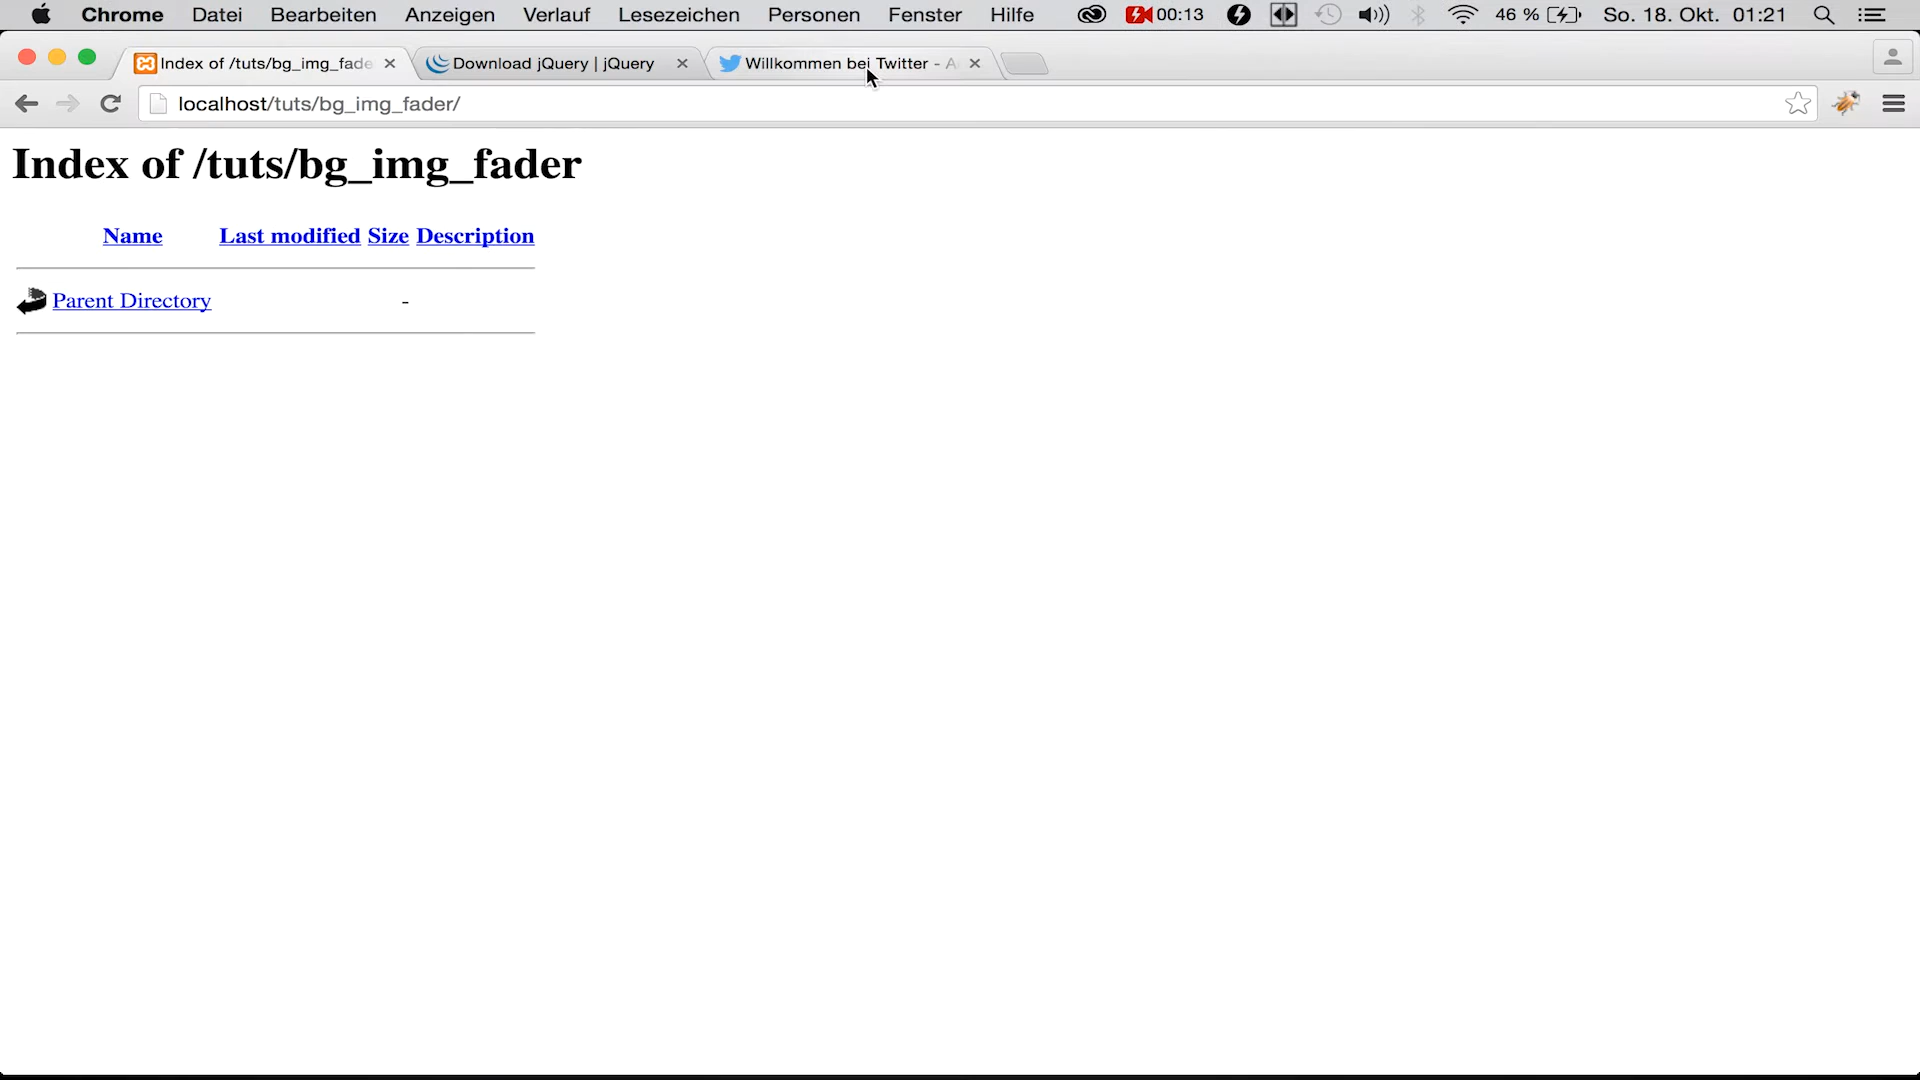 Chrome Datei Bearbeiten Anzeigen Verlauf Lesezeichen Personen Fenster Hilfe 00:13 46 % So. 18. Okt. 01:21
Index of /tuts/bg_img_fade Download jQuery | jQuery Willkommen bei Twitter - A
localhost/tuts/bg_img_fader/
Index of /tuts/bg_img_fader
Name Last modified Size Description
Parent Directory -